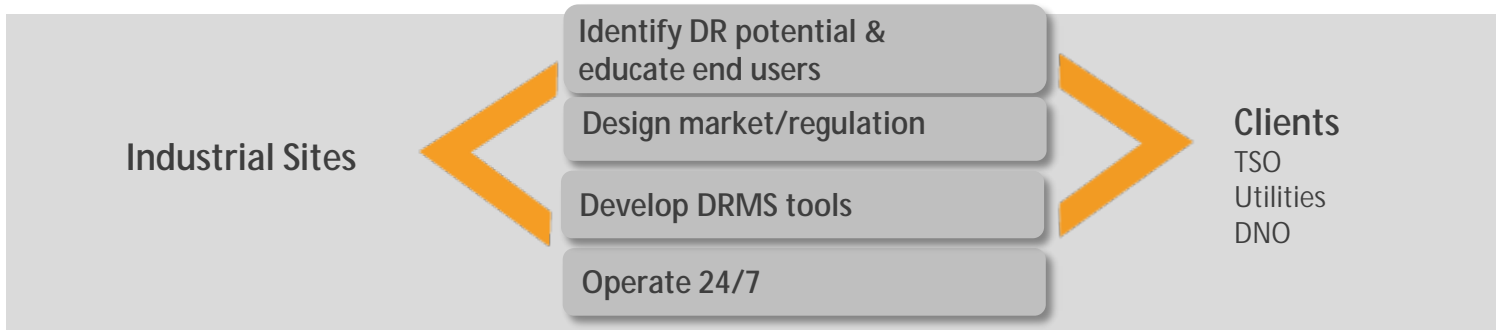 Industrial Sites
Identify DR potential &
educate end users
Design market/regulation
Develop DRMS tools
Operate 24/7
Clients
TSO
Utilities
DNO